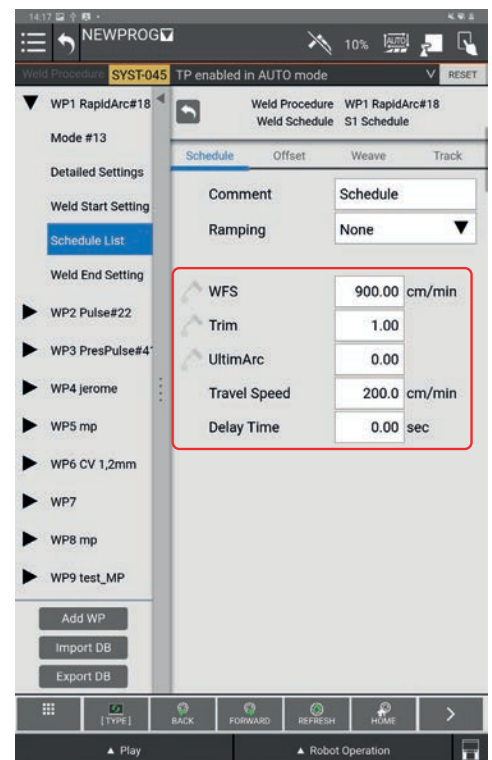 14:17
NEWPROG
10%
AUTO
Weld Procedure SYST-045 TP enabled in AUTO mode RESET
WP1 RapidArc#18
Mode #13
Detailed Settings
Weld Start Setting
Schedule List
Weld End Setting
WP2 Pulse#22
WP3 PresPulse#4
WP4 jerome
WP5 mp
WP6 CV 1,2mm
WP7
WP8 mp
WP9 test_MP
Add WP
Import DB
Export DB
Weld Procedure WP1 RapidArc#18
Weld Schedule S1 Schedule
Schedule Offset Weave Track
Comment Schedule
Ramping None
WFS 900.00 cm/min
Trim 1.00
UltimArc 0.00
Travel Speed 200.0 cm/min
Delay Time 0.00 sec
[TYPE] BACK FORWARD REFRESH HOME
Play Robot Operation